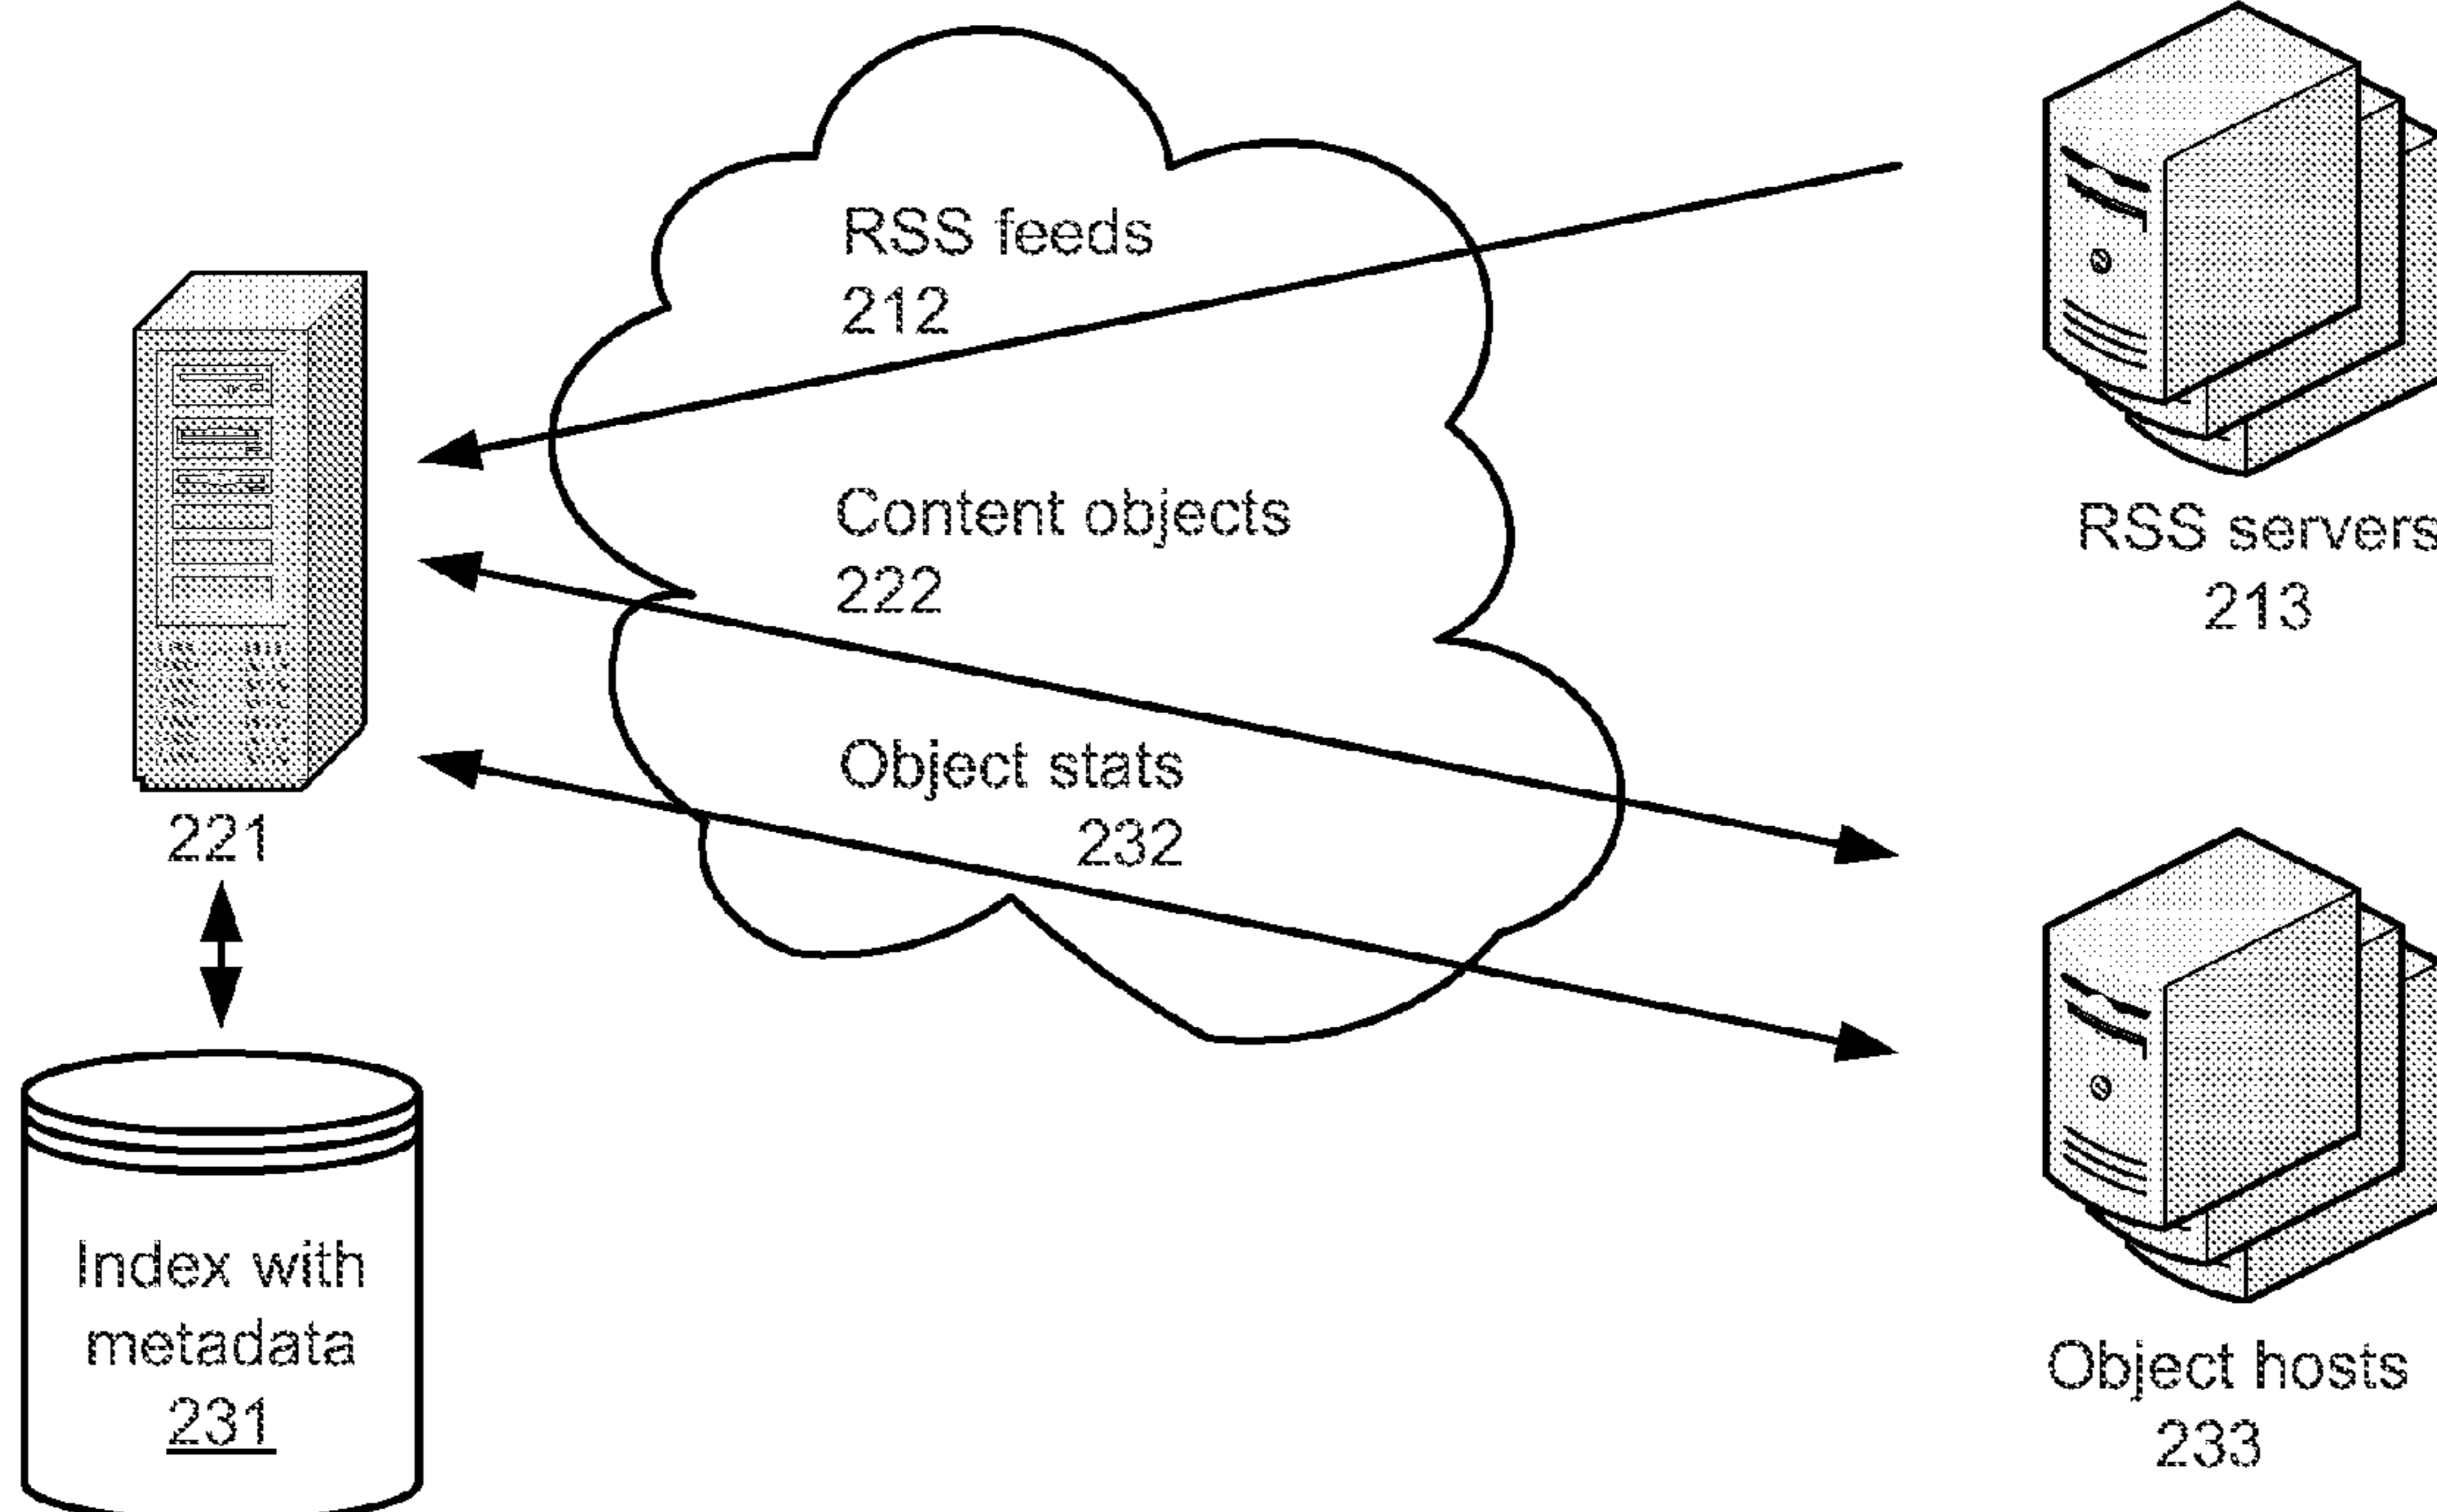 RSS feeds
212
Content objects
222
Object stats
232
221
RSS servers
213
Index with
metadata
231
Object hosts
233